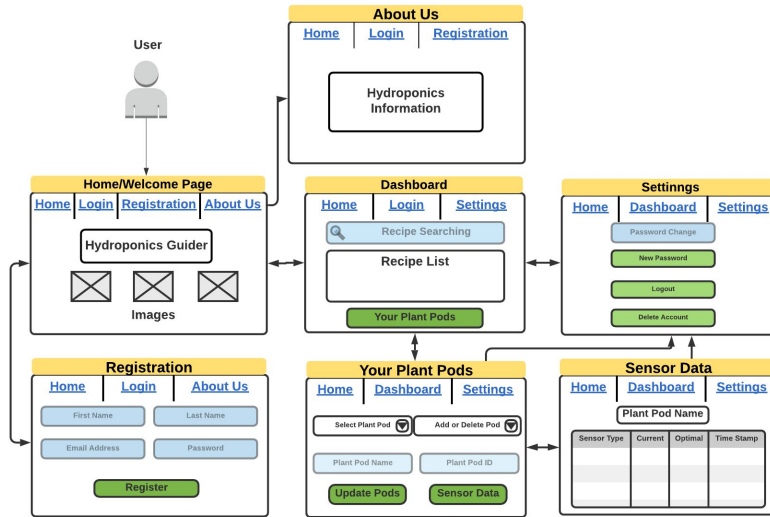 About Us
Home Login Registration
Hydroponics
Information
User
Home/Welcome Page
Home Login Registration About Us
Hydroponics Guider
Images
Dashboard
Home Login Settings
Recipe Searching
Recipe List
Your Plant Pods
Settinngs
Home Dashboard Settings
Password Change
New Password
Logout
Delete Account
Registration
Home Login About Us
First Name Last Name
Email Address Password
Register
Your Plant Pods
Home Dashboard Settings
Select Plant Pod Add or Delete Pod
Plant Pod Name Plant Pod ID
Update Pods Sensor Data
Sensor Data
Home Dashboard Settings
Plant Pod Name
Sensor Type Current Optimal Time Stamp